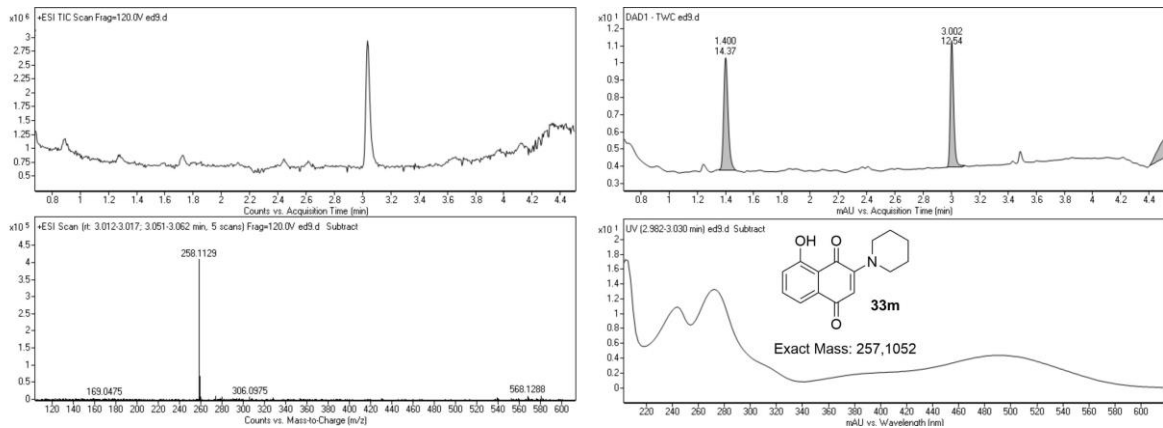 +ESI TIC Scan Frag=120.0V ed9.d
x10 6
3
2.75
2.5
2.25
2
1.75
1.5
1.25
1
0.75
0.8 1 1.2 1.4 1.6 1.8 2 2.2 2.4 2.6 2.8 3 3.2 3.4 3.6 3.8 4 4.2 4.4
Counts vs. Acquisition Time (min)
DAD1 - TWC ed9.d
x10 1
1.2
1.1
1
0.9
0.8
0.7
0.6
0.5
0.4
0.3
1.400
14.37
3.002
12.54
0.8 1 1.2 1.4 1.6 1.8 2 2.2 2.4 2.6 2.8 3 3.2 3.4 3.6 3.8 4 4.2 4.4
mAU vs. Acquisition Time (min)
+ESI Scan (rt: 3.012-3.017; 3.051-3.062 min, 5 scans) Frag=120.0V ed9.d Subtract
x10 5
4.5
4
3.5
3
2.5
2
1.5
1
0.5
0
258.1129
169.0475
306.0975
568.1288
120 140 160 180 200 220 240 260 280 300 320 340 360 380 400 420 440 460 480 500 520 540 560 580 600
Counts vs. Mass-to-Charge (m/z)
UV (2.982-3.030 min) ed9.d Subtract
x10 1
1.8
1.6
1.4
1.2
1
0.8
0.6
0.4
0.2
0
OH
O
N
O
33m
Exact Mass: 257,1052
220 240 260 280 300 320 340 360 380 400 420 440 460 480 500 520 540 560 580 600
mAU vs. Wavelength (nm)